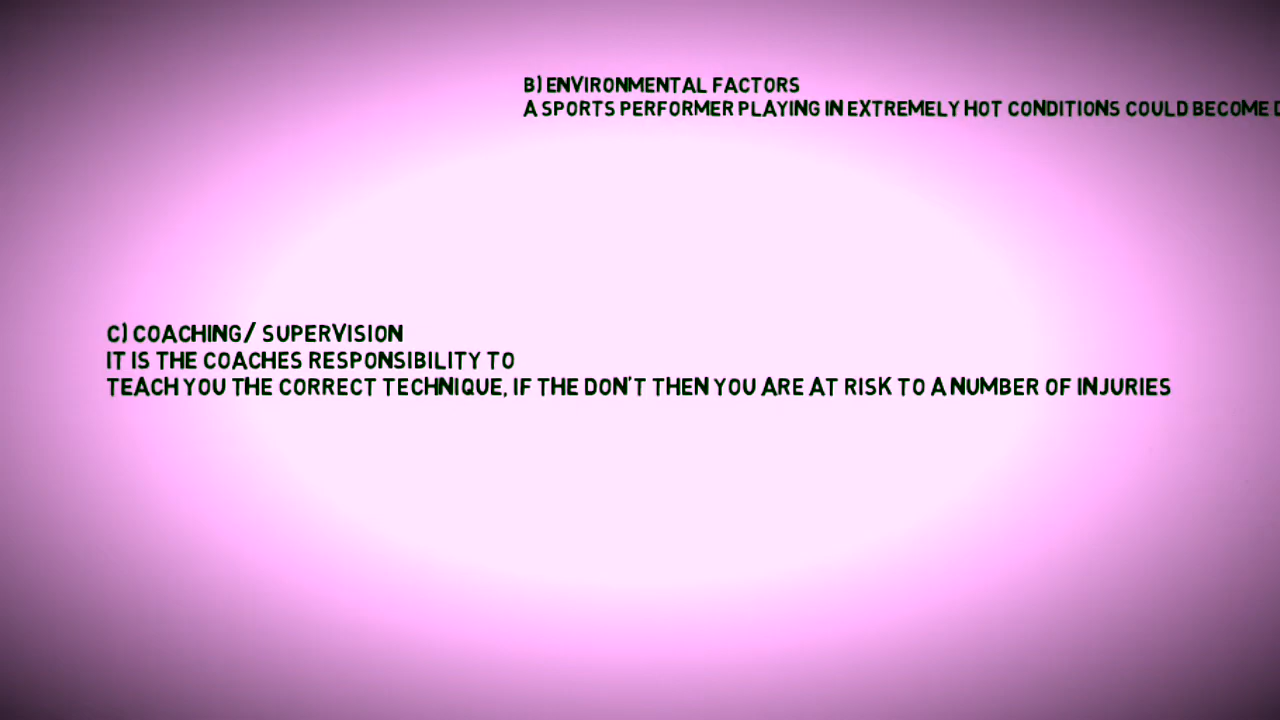 B) ENVIRONMENTAL FACTORS
A SPORTS PERFORMER PLAYING IN EXTREMELY HOT CONDITIONS COULD BECOME
C) COACHING/ SUPERVISION
IT IS THE COACHES RESPONSIBILITY TO
TEACH YOU THE CORRECT TECHNIQUE, IF THE DON'T THEN YOU ARE AT RISK TO A NUMBER OF INJURIES